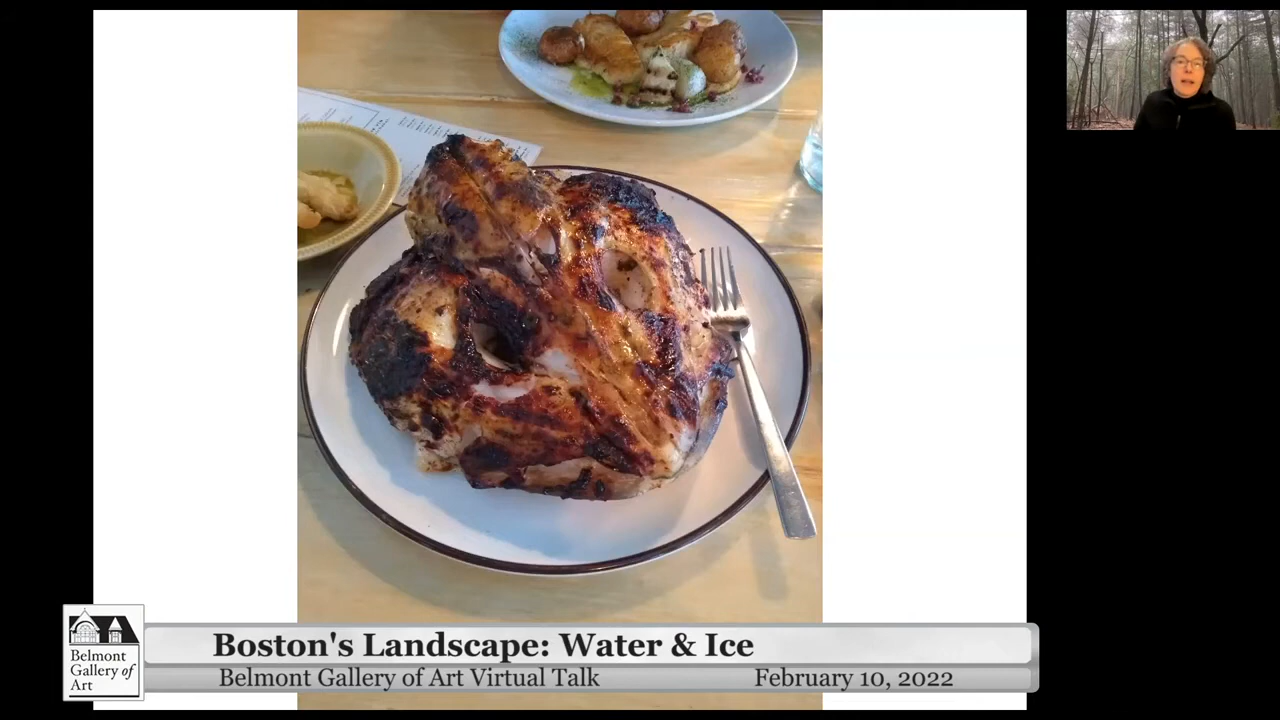 Boston's Landscape: Water & Ice
Belmont Gallery of Art Virtual Talk February 10, 2022
Belmont
Gallery of
Art